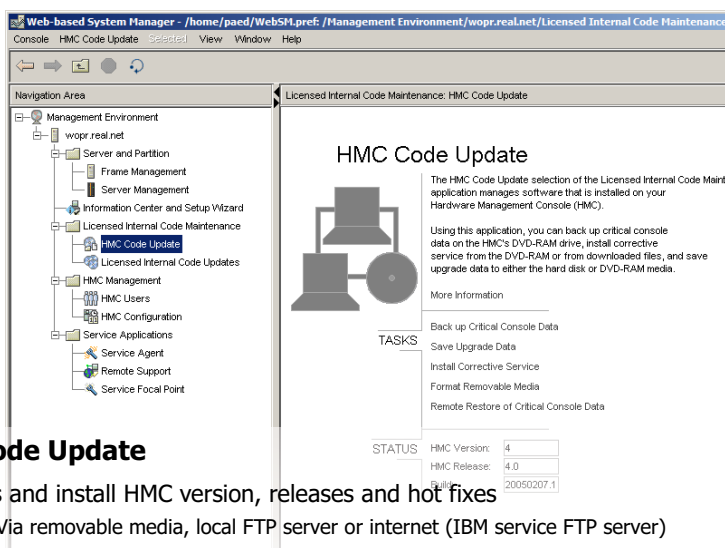 Web-based System Manager - /home/paed/WebSM.pref: /Management Environment/wopr.real.net/Licensed Internal Code Maintenance
Console HMC Code Update Selected View Window Help
Navigation Area
Management Environment
wopr.real.net
Server and Partition
Frame Management
Server Management
Information Center and Setup Wizard
Licensed Internal Code Maintenance
HMC Code Update
Licensed Internal Code Updates
HMC Management
HMC Users
HMC Configuration
Service Applications
Service Agent
Remote Support
Service Focal Point
Licensed Internal Code Maintenance: HMC Code Update
HMC Code Update
The HMC Code Update selection of the Licensed Internal Code Maint
application manages software that is installed on your
Hardware Management Console (HMC).
Using this application, you can back up critical console
data on the HMC's DVD-RAM drive, install corrective
service from the DVD-RAM or from downloaded files, and save
upgrade data to either the hard disk or DVD-RAM media.
More Information
TASKS
Back up Critical Console Data
Save Upgrade Data
Install Corrective Service
Format Removable Media
Remote Restore of Critical Console Data
STATUS
HMC Version: 4
HMC Release: 4.0
Build: 20050207.1
ode Update
s and install HMC version, releases and hot fixes
Via removable media, local FTP server or internet (IBM service FTP server)